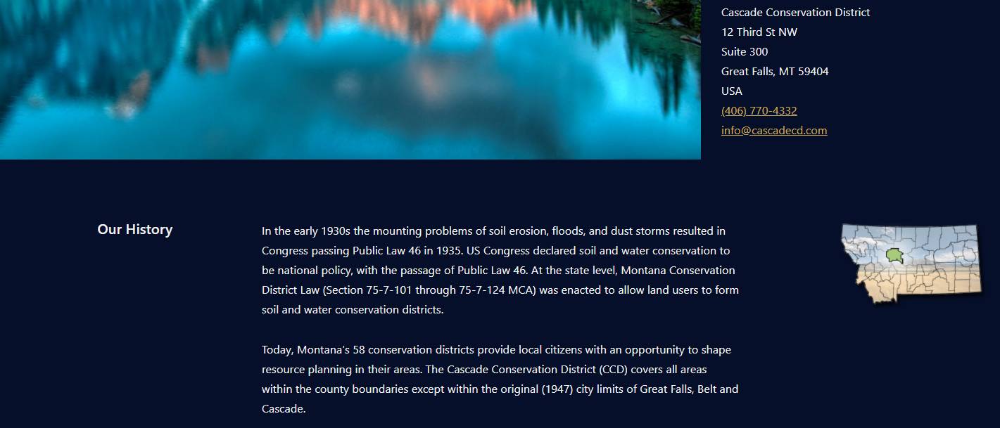 Cascade Conservation District
12 Third St NW
Suite 300
Great Falls, MT 59404
USA
(406) 770-4332
info@cascadecd.com
Our History
In the early 1930s the mounting problems of soil erosion, floods, and dust storms resulted in
Congress passing Public Law 46 in 1935. US Congress declared soil and water conservation to
be national policy, with the passage of Public Law 46. At the state level, Montana Conservation
District Law (Section 75-7-101 through 75-7-124 MCA) was enacted to allow land users to form
soil and water conservation districts.
Today, Montana's 58 conservation districts provide local citizens with an opportunity to shape
resource planning in their areas. The Cascade Conservation District (CCD) covers all areas
within the county boundaries except within the original (1947) city limits of Great Falls, Belt and
Cascade.